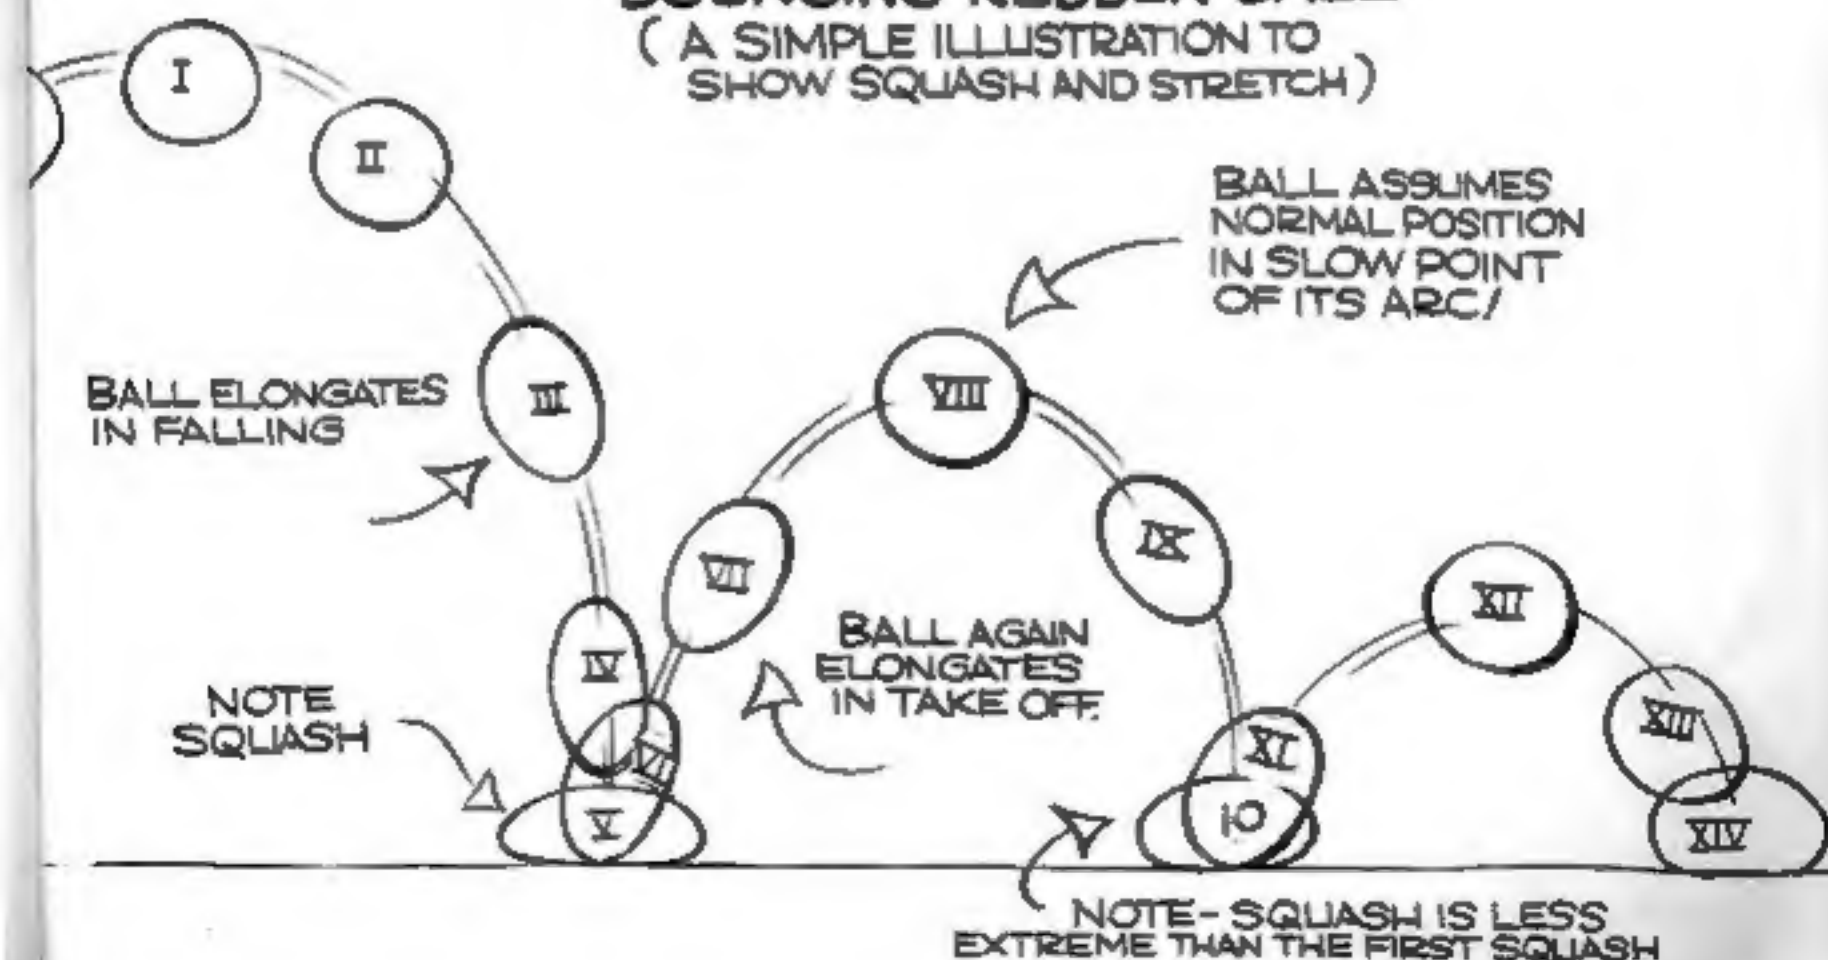 ( A SIMPLE ILLUSTRATION TO
SHOW SQUASH AND STRETCH )
I
II
BALL ASSUMES
NORMAL POSITION
IN SLOW POINT
OF ITS ARC!
BALL ELONGATES
IN FALLING
III
VIII
VII
IX
XII
BALL AGAIN
ELONGATES
IN TAKE OFF.
IV
NOTE
SQUASH
VI
V
XI
10
XIII
XIV
NOTE - SQUASH IS LESS
EXTREME THAN THE FIRST SQUASH